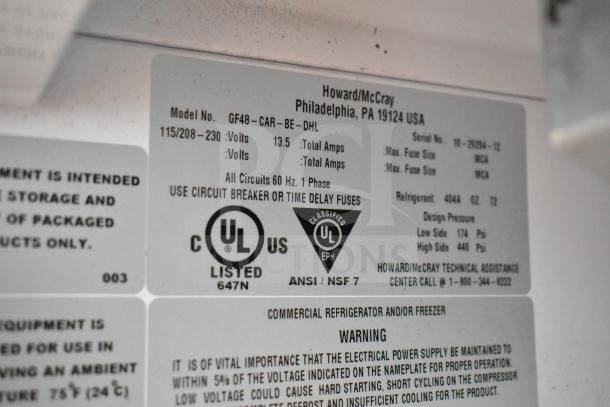 Howard/McCray
Philadelphia, PA 19124 USA
Model No. GF48-CAR-BE-DHL
Serial No.: 10-29294-12
115/208-230 :Volts 13.5 :Total Amps :Max. Fuse Size :MCA
:Volts :Total Amps :Max. Fuse Size :MCA
All Circuits 60 Hz. 1 Phase
USE CIRCUIT BREAKER OR TIME DELAY FUSES
Refrigerant: 404A OZ. 72
Design Pressure
Low Side 174 Psi
High Side 440 Psi
C UL US
LISTED
647N
CLASSIFIED
UL
EPH
ANSI / NSF 7
HOWARD/McCRAY TECHNICAL ASSISTANCE
CENTER CALL @ 1-800-344-8222
MENT IS INTENDED
STORAGE AND
OF PACKAGED
UCTS ONLY.
003
EQUIPMENT IS
ED FOR USE IN
VING AN AMBIENT
TURE 75°F (24°C)
COMMERCIAL REFRIGERATOR AND/OR FREEZER
WARNING
IT IS OF VITAL IMPORTANCE THAT THE ELECTRICAL POWER SUPPLY BE MAINTAINED TO
WITHIN 5% OF THE VOLTAGE INDICATED ON THE NAMEPLATE FOR PROPER OPERATION.
LOW VOLTAGE COULD CAUSE HARD STARTING, SHORT CYCLING ON THE COMPRESSOR
COMPLETE DEFROST AND INSUFFICIENT COOLING FOR THE PRODUCT.